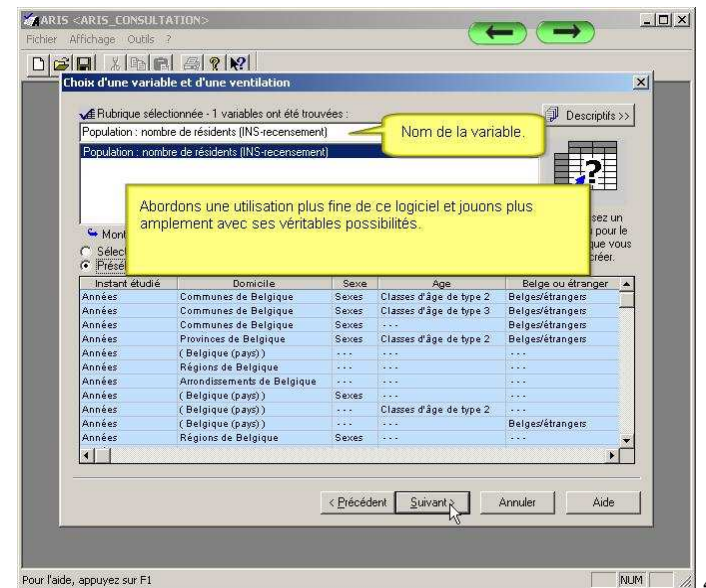 ARIS <ARIS_CONSULTATION>
Fichier Affichage Outils ?
Choix d'une variable et d'une ventilation
Rubrique sélectionnée - 1 variables ont été trouvées :
Descriptifs >>
Population : nombre de résidents (INS-recensement)
Nom de la variable.
Population : nombre de résidents (INS-recensement)
Abordons une utilisation plus fine de ce logiciel et jouons plus
amplement avec ses véritables possibilités.
un
pour le
que vous
créer.
Instant étudié Domicile Sexe Age Belge ou étranger
Années Communes de Belgique Sexes Classes d'âge de type 2 Belges/étrangers
Années Communes de Belgique Sexes Classes d'âge de type 3 Belges/étrangers
Années Communes de Belgique Sexes --- Belges/étrangers
Années Provinces de Belgique Sexes Classes d'âge de type 2 Belges/étrangers
Années ( Belgique (pays) ) --- --- ---
Années Régions de Belgique --- --- ---
Années Arrondissements de Belgique --- --- ---
Années ( Belgique (pays) ) Sexes --- ---
Années ( Belgique (pays) ) --- Classes d'âge de type 2 ---
Années ( Belgique (pays) ) --- --- Belges/étrangers
Années Régions de Belgique Sexes --- ---
< Précédent Suivant > Annuler Aide
Pour l'aide, appuyez sur F1 NUM